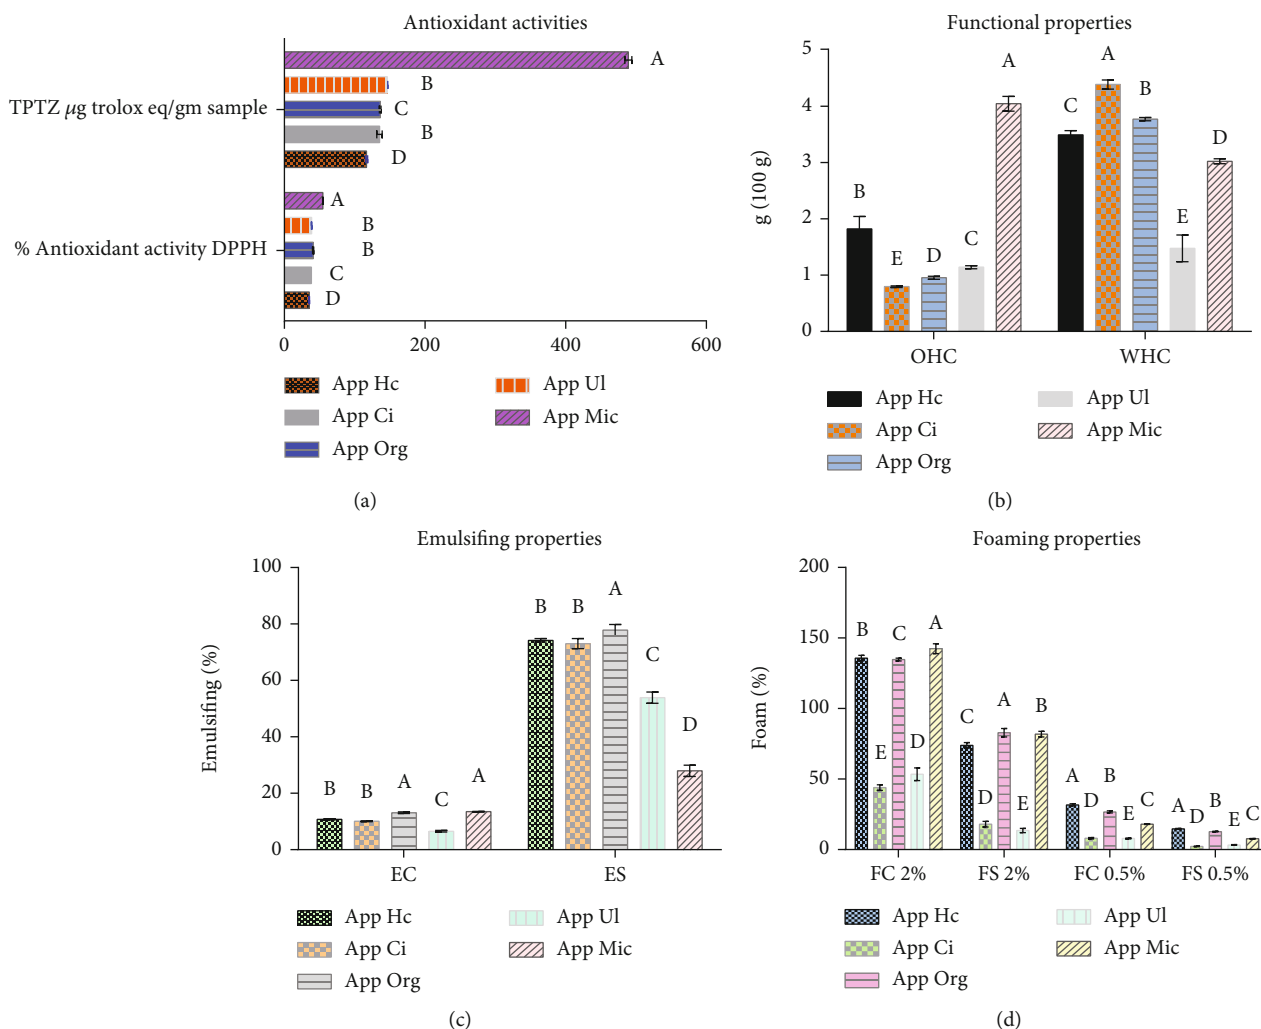 Antioxidant activities
A
B
TPTZ µg trolox eq/gm sample
C
B
D
A
B
% Antioxidant activity DPPH
B
C
D
0 200 400 600
App Hc App Ul
App Ci App Mic
App Org
(a)
Functional properties
g (100 g)
5
4
3
2
1
0
B E D C A C A B E D
OHC WHC
App Hc App Ul
App Ci App Mic
App Org
(b)
Emulsifing properties
Emulsifing (%)
100
80
60
40
20
0
B B A C A B B A C D
EC ES
App Hc App Ul
App Ci App Mic
App Org
(c)
Foaming properties
Foam (%)
200
150
100
50
0
B E C D A C D A E B A D B E C A D B E C
FC 2% FS 2% FC 0.5% FS 0.5%
App Hc App Ul
App Ci App Mic
App Org
(d)